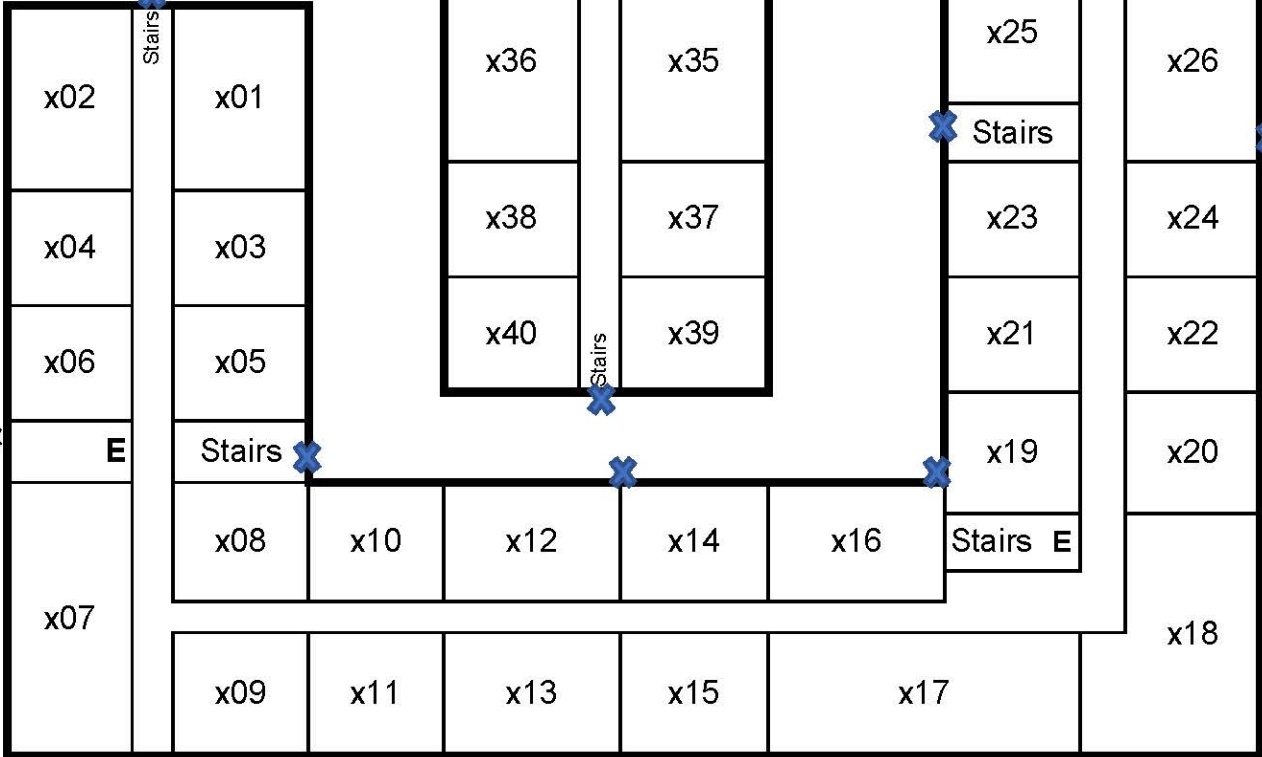 Stairs
x02
x01
x36
x35
x25
x26
Stairs
x04
x03
x38
x37
x23
x24
x06
x05
x40
x39
x21
x22
Stairs
E
Stairs
x19
x20
x08
x10
x12
x14
x16
Stairs E
x07
x18
x09
x11
x13
x15
x17